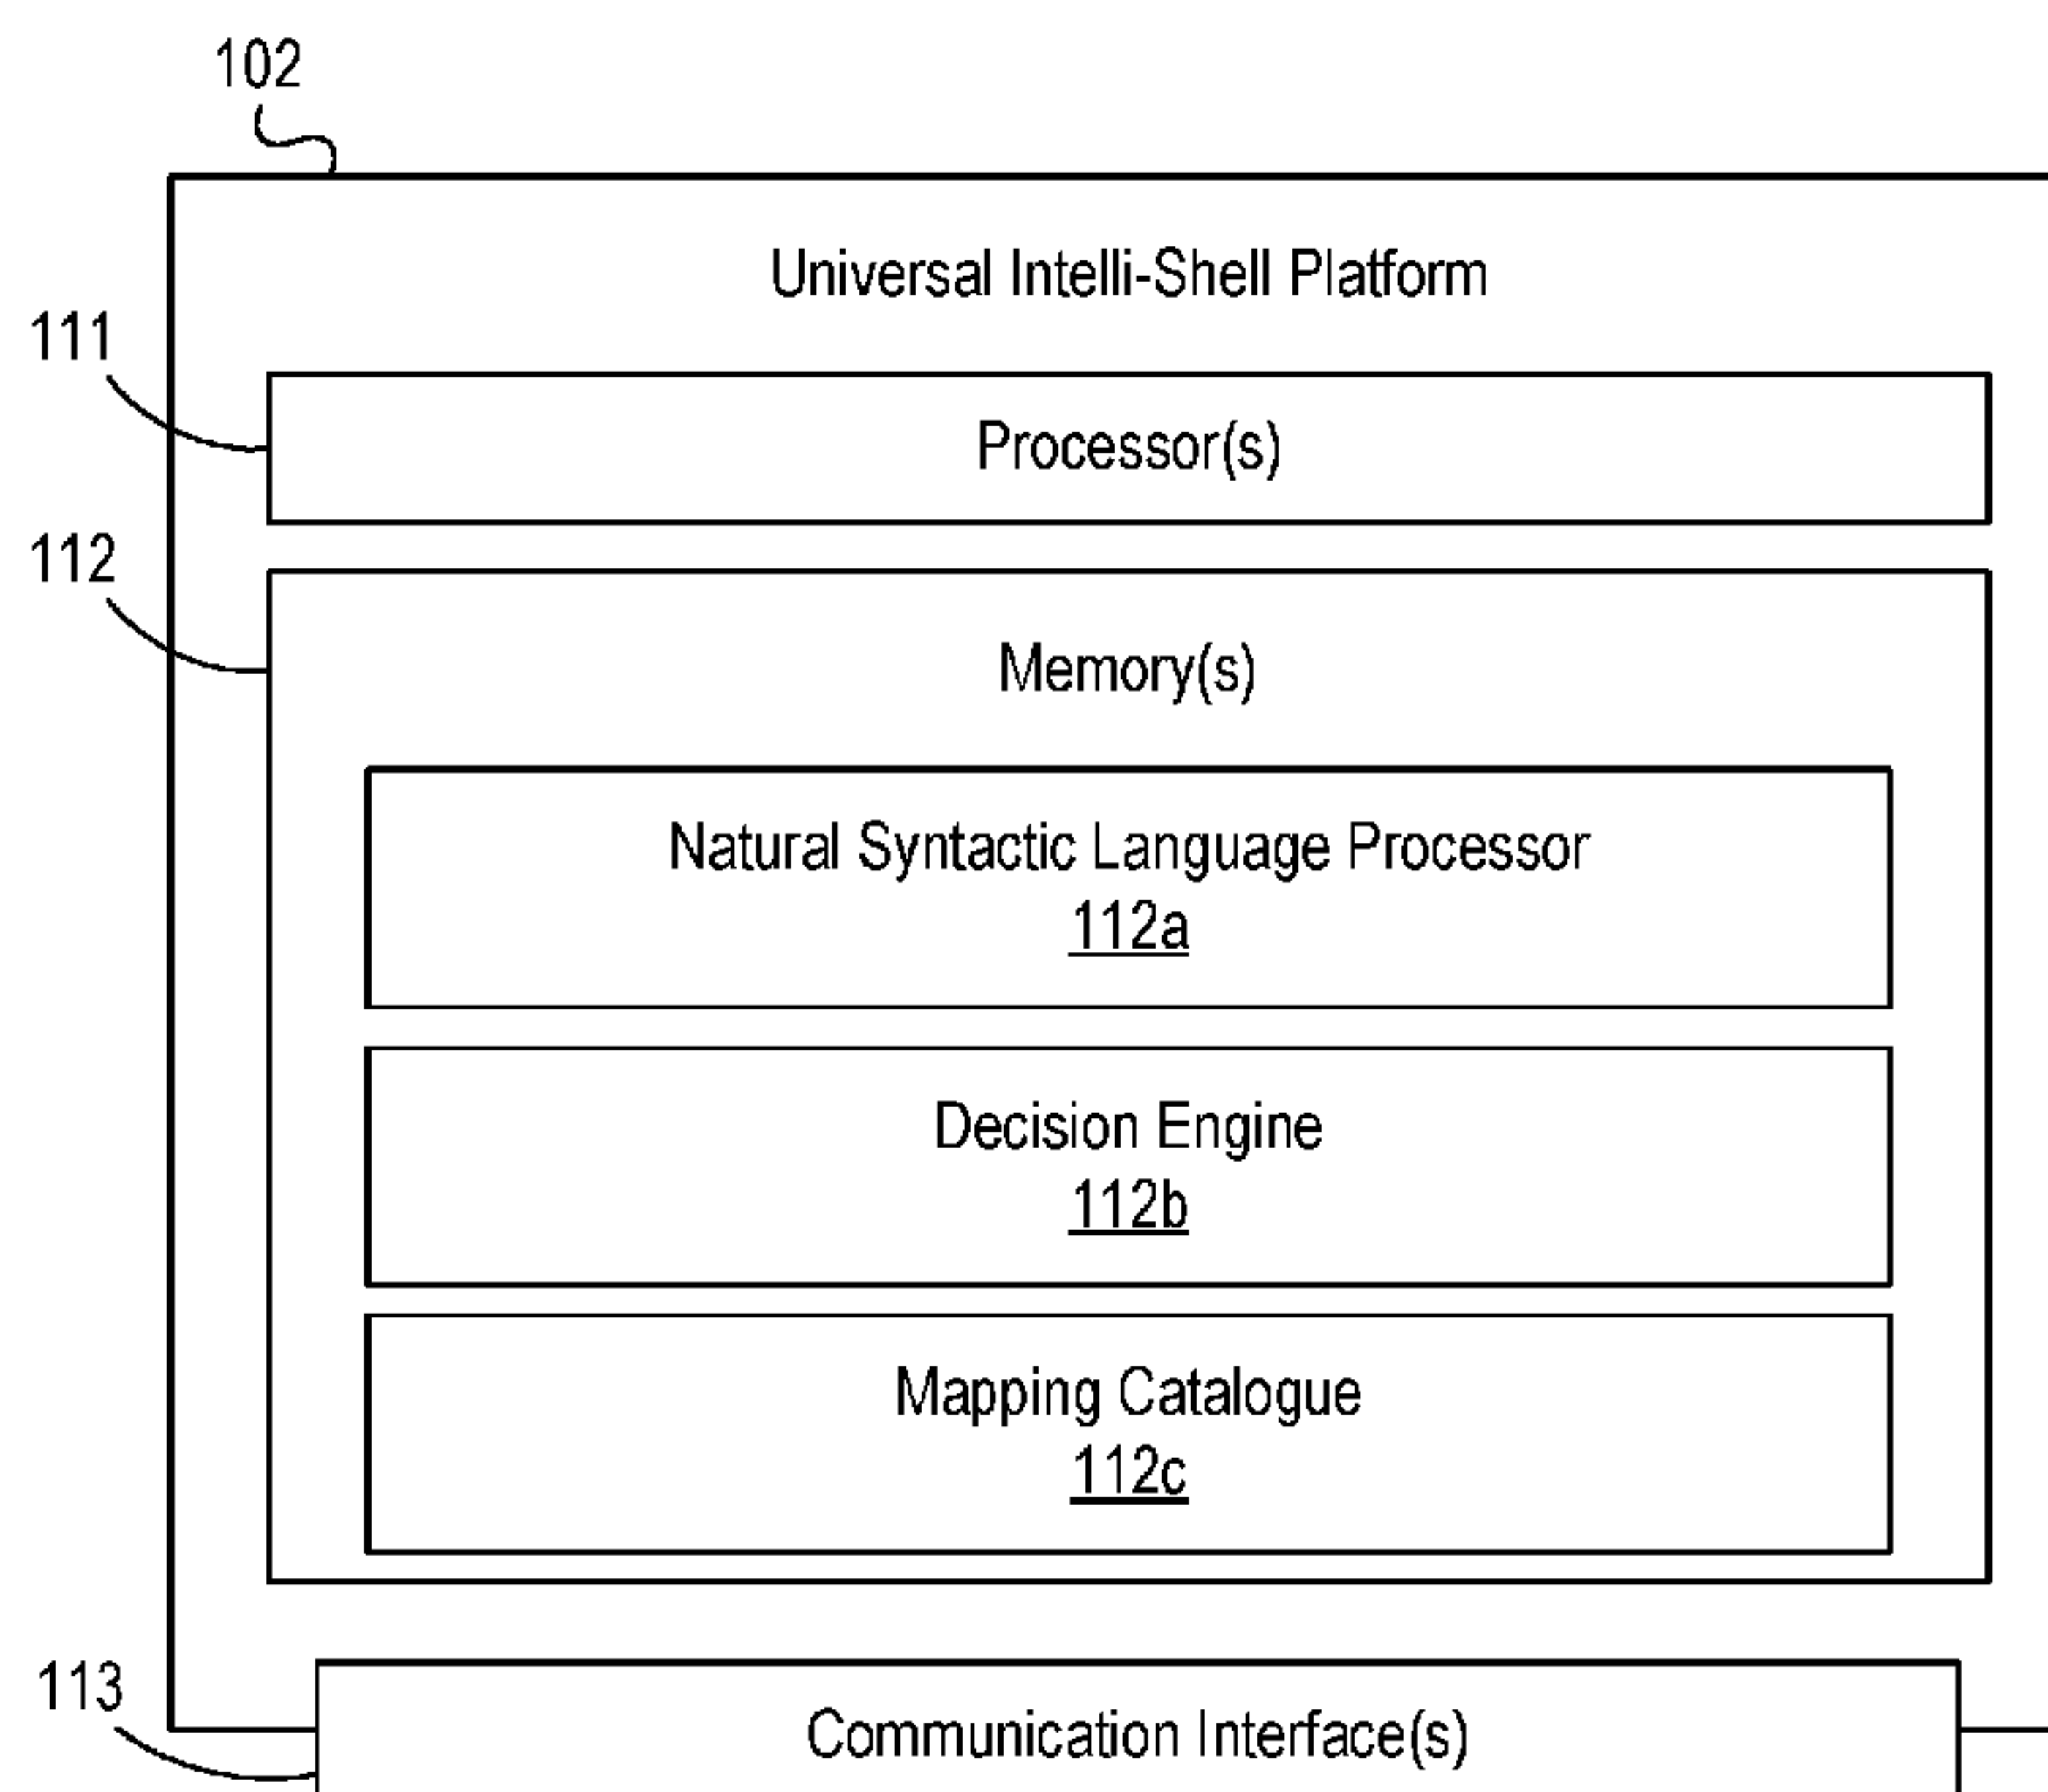 102
Universal Intelli-Shell Platform
111
Processor(s)
112
Memory(s)
Natural Syntactic Language Processor
112a
Decision Engine
112b
Mapping Catalogue
112c
113
Communication Interface(s)